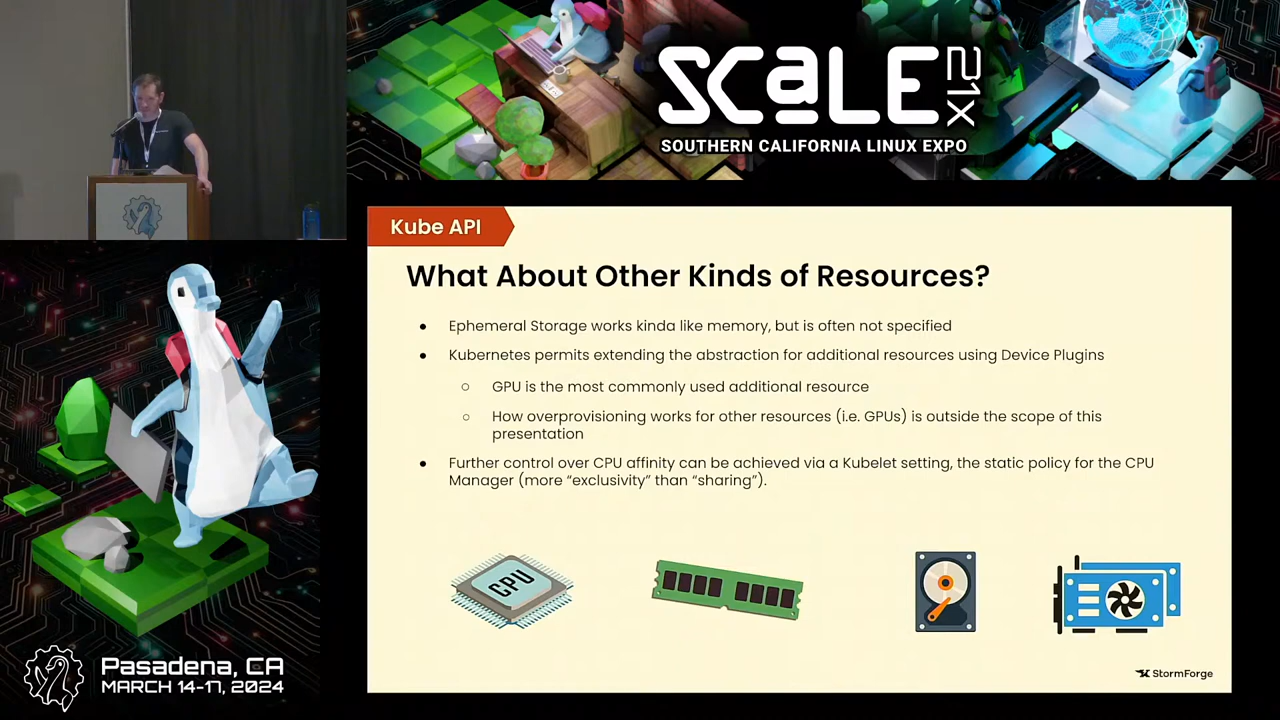 SCaLE 21x
SOUTHERN CALIFORNIA LINUX EXPO
Kube API
What About Other Kinds of Resources?
● Ephemeral Storage works kinda like memory, but is often not specified
● Kubernetes permits extending the abstraction for additional resources using Device Plugins
○ GPU is the most commonly used additional resource
○ How overprovisioning works for other resources (i.e. GPUs) is outside the scope of this
presentation
● Further control over CPU affinity can be achieved via a Kubelet setting, the static policy for the CPU
Manager (more “exclusivity” than “sharing”).
CPU
StormForge
Pasadena, CA
MARCH 14-17, 2024